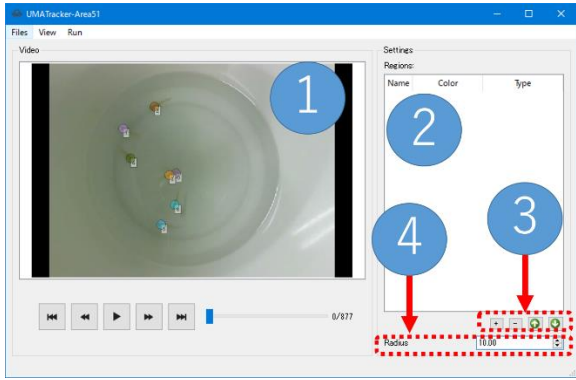 UMATracker-Area51
Files View Run
Video
Settings
Regions:
Name Color Type
1
2
3
4
0/877
Radius 10.00